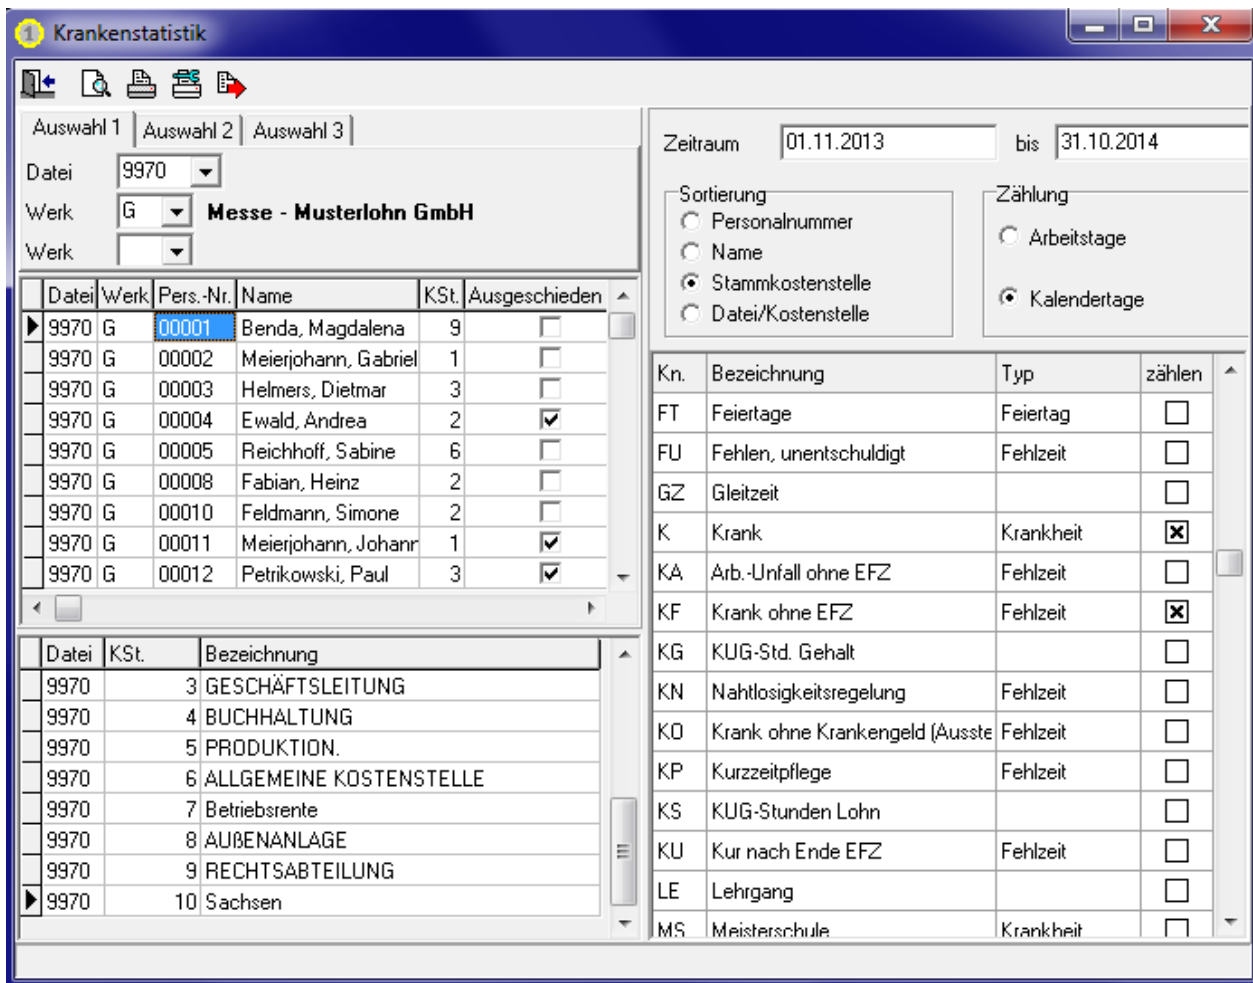 Krankenstatistik
Auswahl 1 Auswahl 2 Auswahl 3
Datei 9970
Werk G Messe - Musterlohn GmbH
Werk
Datei Werk Pers.-Nr. Name KSt. Ausgeschieden
9970 G 00001 Benda, Magdalena 9
9970 G 00002 Meierjohann, Gabriel 1
9970 G 00003 Helmers, Dietmar 3
9970 G 00004 Ewald, Andrea 2
9970 G 00005 Reichhoff, Sabine 6
9970 G 00008 Fabian, Heinz 2
9970 G 00010 Feldmann, Simone 2
9970 G 00011 Meierjohann, Johann 1
9970 G 00012 Petrikowski, Paul 3
Datei KSt. Bezeichnung
9970 3 GESCHÄFTSLEITUNG
9970 4 BUCHHALTUNG
9970 5 PRODUKTION.
9970 6 ALLGEMEINE KOSTENSTELLE
9970 7 Betriebsrente
9970 8 AUßENANLAGE
9970 9 RECHTSABTEILUNG
9970 10 Sachsen
Zeitraum 01.11.2013 bis 31.10.2014
Sortierung
Personalnummer
Name
Stammkostenstelle
Datei/Kostenstelle
Zählung
Arbeitstage
Kalendertage
Kn. Bezeichnung Typ zählen
FT Feiertage Feiertag
FU Fehlen, unentschuldigt Fehlzeit
GZ Gleitzeit
K Krank Krankheit
KA Arb.-Unfall ohne EFZ Fehlzeit
KF Krank ohne EFZ Fehlzeit
KG KUG-Std. Gehalt
KN Nahtlosigkeitsregelung Fehlzeit
KO Krank ohne Krankengeld (Ausste Fehlzeit
KP Kurzzeitpflege Fehlzeit
KS KUG-Stunden Lohn
KU Kur nach Ende EFZ Fehlzeit
LE Lehrgang
MS Meisterschule Krankheit